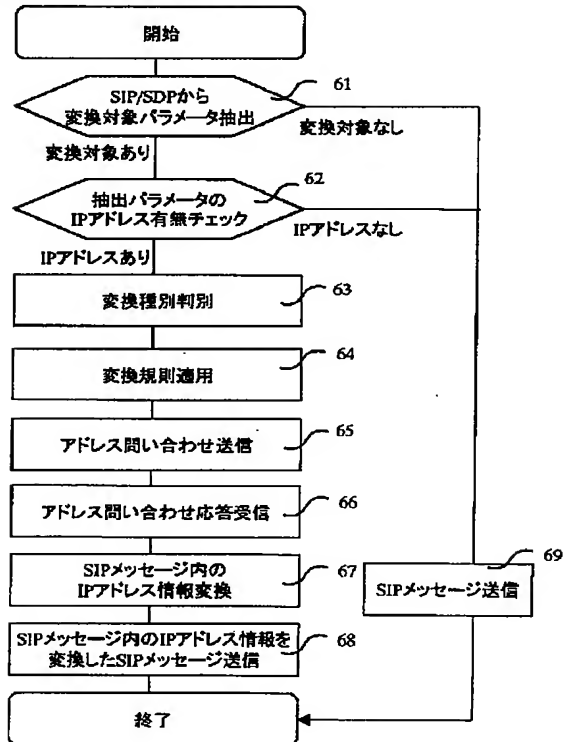 開始
SIP/SDPから
変換対象パラメータ抽出
61
変換対象なし
変換対象あり
抽出パラメータの
IPアドレス有無チェック
62
IPアドレスなし
IPアドレスあり
変換種別判別
63
変換規則適用
64
アドレス問い合わせ送信
65
アドレス問い合わせ応答受信
66
SIPメッセージ内の
IPアドレス情報変換
67
69
SIPメッセージ送信
SIPメッセージ内のIPアドレス情報を
変換したSIPメッセージ送信
68
終了